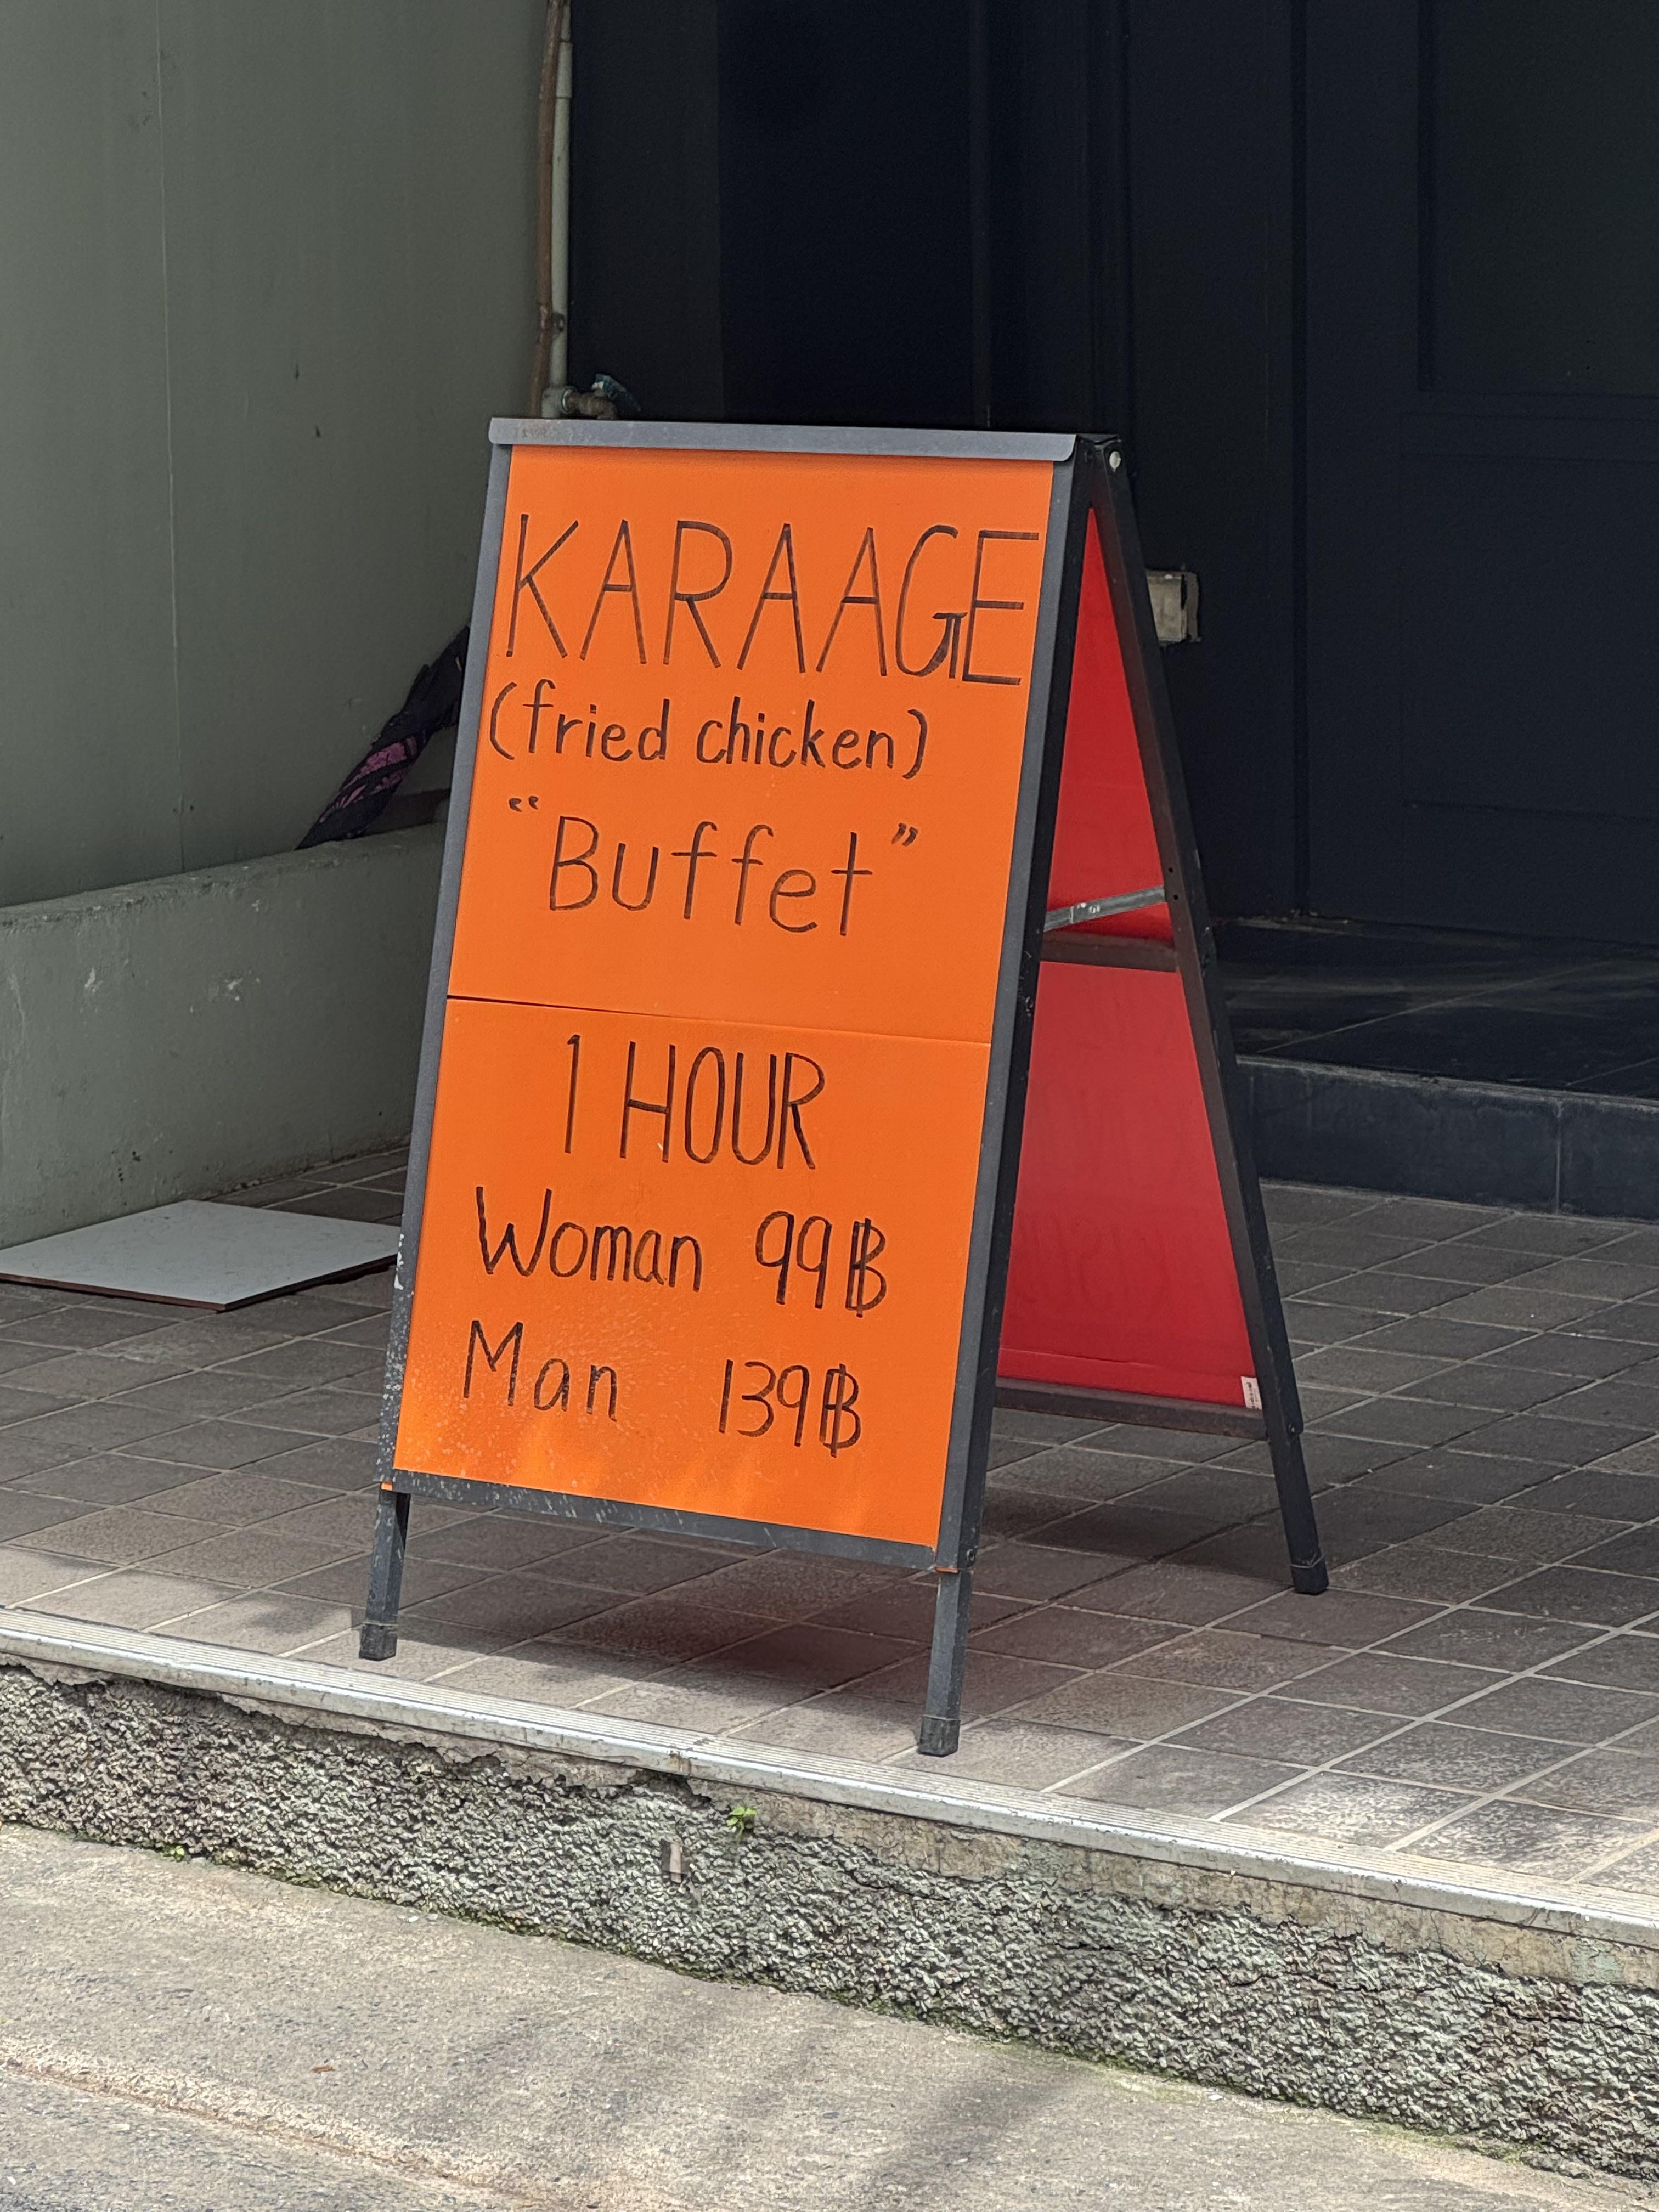 KARAAGE
(fried chicken)
“Buffet”
1 HOUR
Woman 99฿
Man 139฿